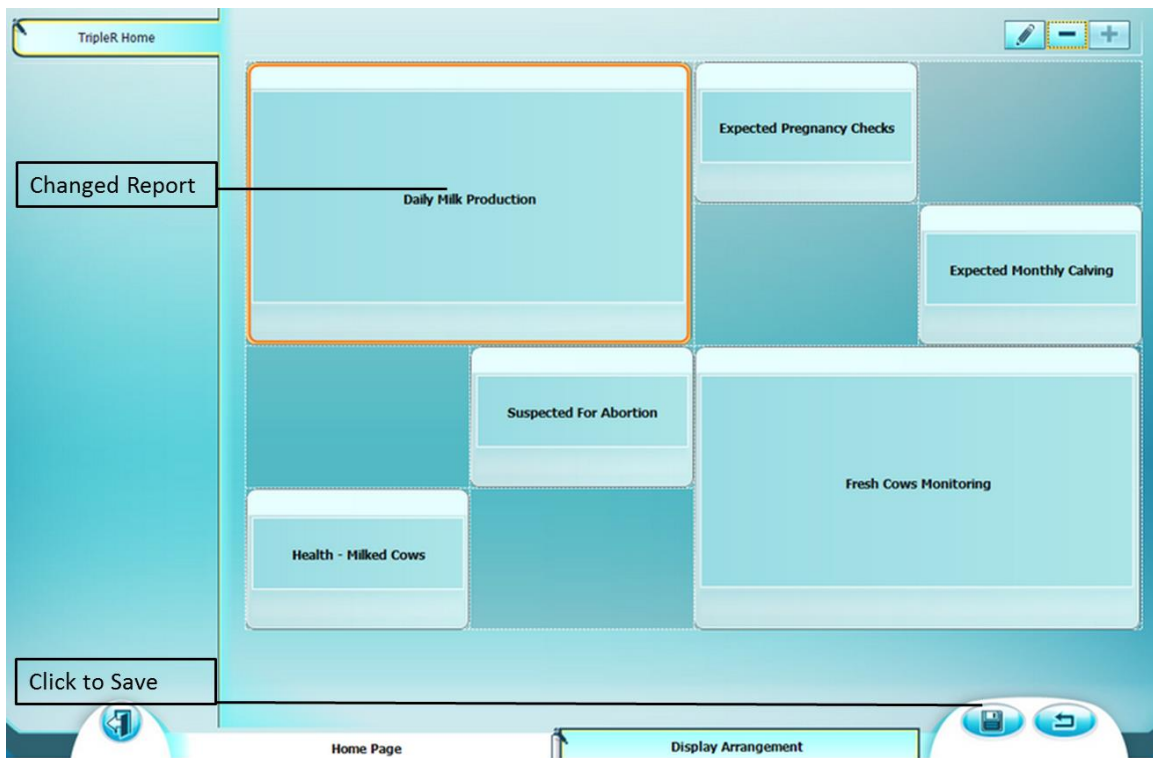 TripleR Home
Expected Pregnancy Checks
Changed Report
Daily Milk Production
Expected Monthly Calving
Suspected For Abortion
Fresh Cows Monitoring
Health - Milked Cows
Click to Save
Home Page
Display Arrangement